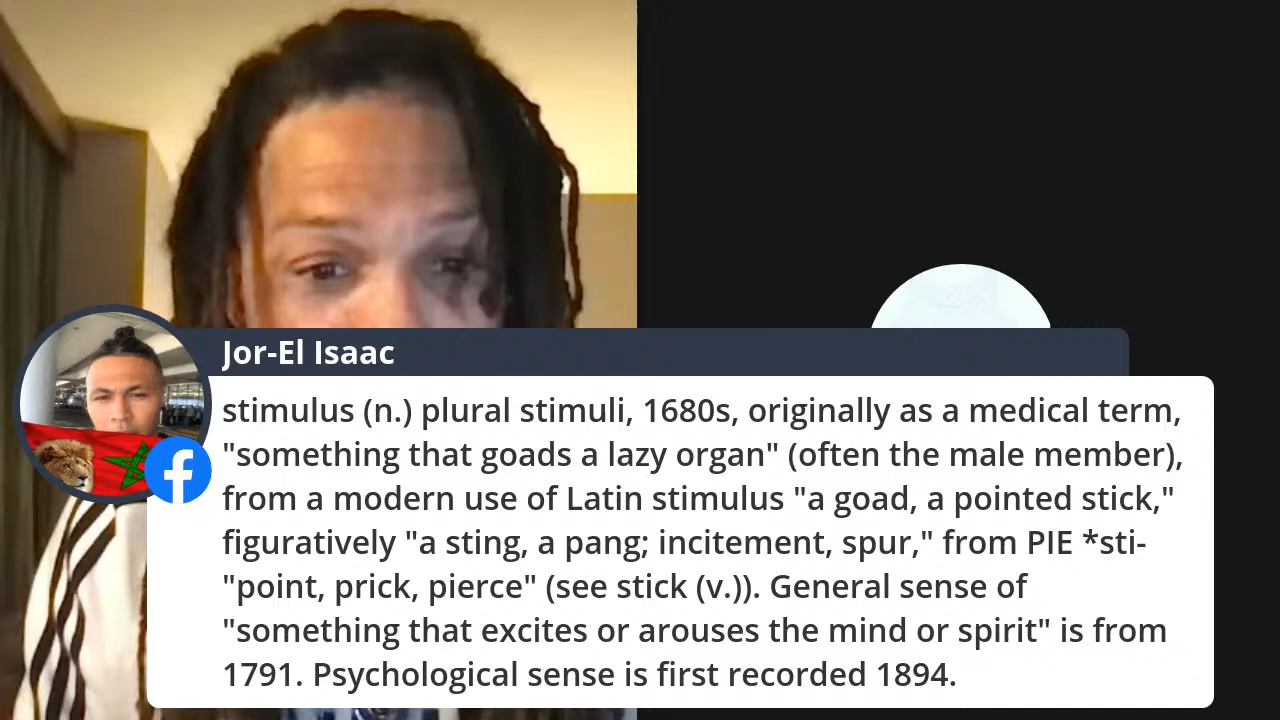 Jor-El Isaac
stimulus (n.) plural stimuli, 1680s, originally as a medical term,
"something that goads a lazy organ" (often the male member),
from a modern use of Latin stimulus "a goad, a pointed stick,"
figuratively "a sting, a pang; incitement, spur," from PIE *sti-
"point, prick, pierce" (see stick (v.)). General sense of
"something that excites or arouses the mind or spirit" is from
1791. Psychological sense is first recorded 1894.